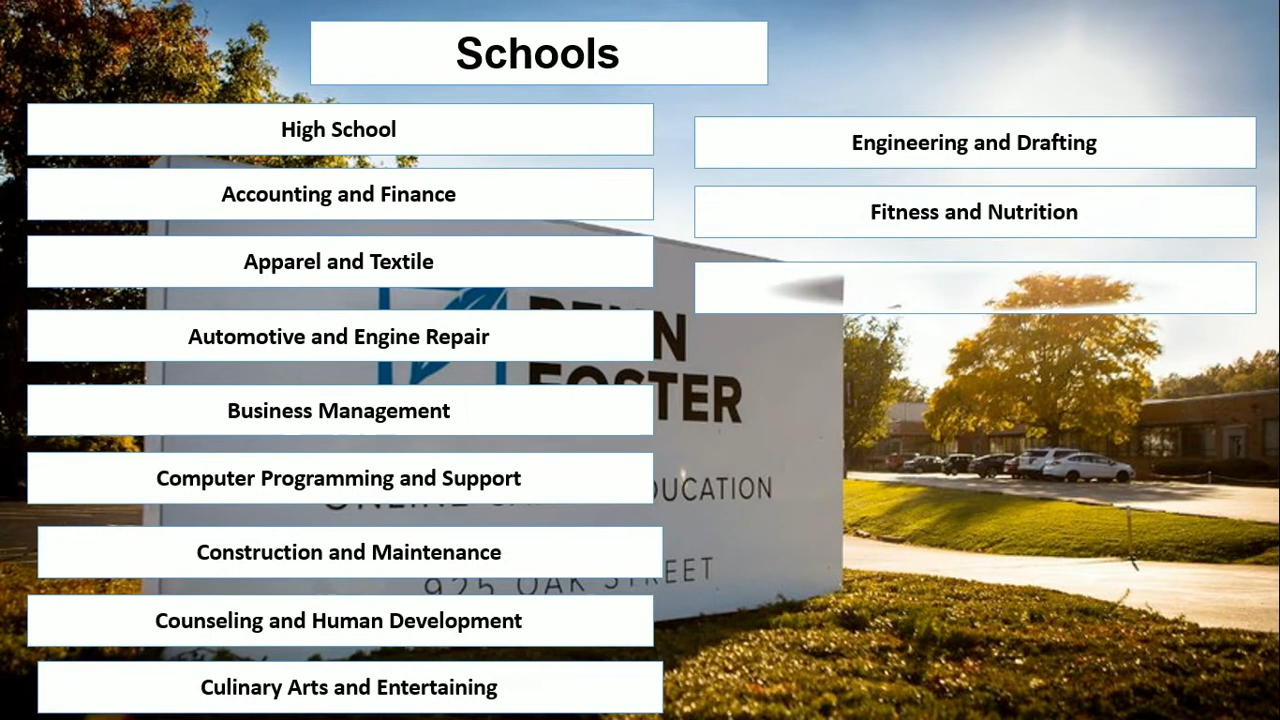 Schools
High School
Accounting and Finance
Apparel and Textile
Automotive and Engine Repair
Business Management
Computer Programming and Support
Construction and Maintenance
Counseling and Human Development
Culinary Arts and Entertaining
Engineering and Drafting
Fitness and Nutrition
PENN
FOSTER
925 OAK STREET